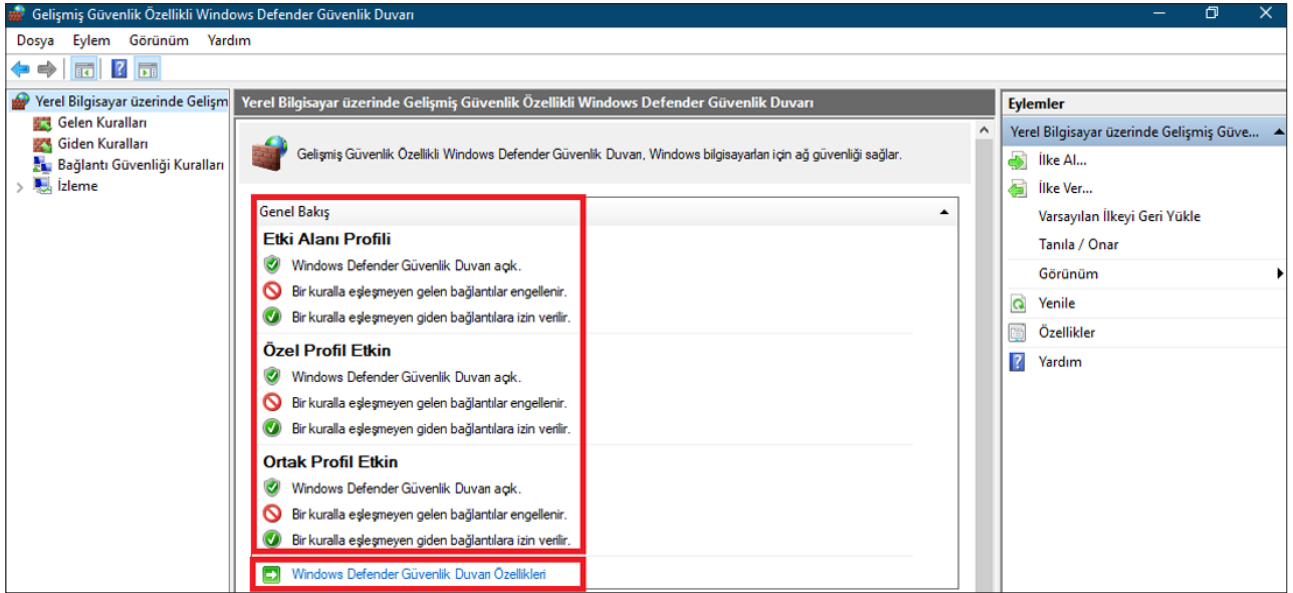 Gelişmiş Güvenlik Özellikli Windows Defender Güvenlik Duvarı
Dosya Eylem Görünüm Yardım
Yerel Bilgisayar üzerinde Gelişm
Gelen Kuralları
Giden Kuralları
Bağlantı Güvenliği Kuralları
İzleme
Yerel Bilgisayar üzerinde Gelişmiş Güvenlik Özellikli Windows Defender Güvenlik Duvarı
Gelişmiş Güvenlik Özellikli Windows Defender Güvenlik Duvarı, Windows bilgisayarları için ağ güvenliği sağlar.
Genel Bakış
Etki Alanı Profili
Windows Defender Güvenlik Duvarı açık.
Bir kuralla eşleşmeyen gelen bağlantılar engellenir.
Bir kuralla eşleşmeyen giden bağlantılara izin verilir.
Özel Profil Etkin
Windows Defender Güvenlik Duvarı açık.
Bir kuralla eşleşmeyen gelen bağlantılar engellenir.
Bir kuralla eşleşmeyen giden bağlantılara izin verilir.
Ortak Profil Etkin
Windows Defender Güvenlik Duvarı açık.
Bir kuralla eşleşmeyen gelen bağlantılar engellenir.
Bir kuralla eşleşmeyen giden bağlantılara izin verilir.
Windows Defender Güvenlik Duvarı Özellikleri
Eylemler
Yerel Bilgisayar üzerinde Gelişmiş Güve...
İlke Al...
İlke Ver...
Varsayılan İlkeyi Geri Yükle
Tanıla / Onar
Görünüm
Yenile
Özellikler
Yardım